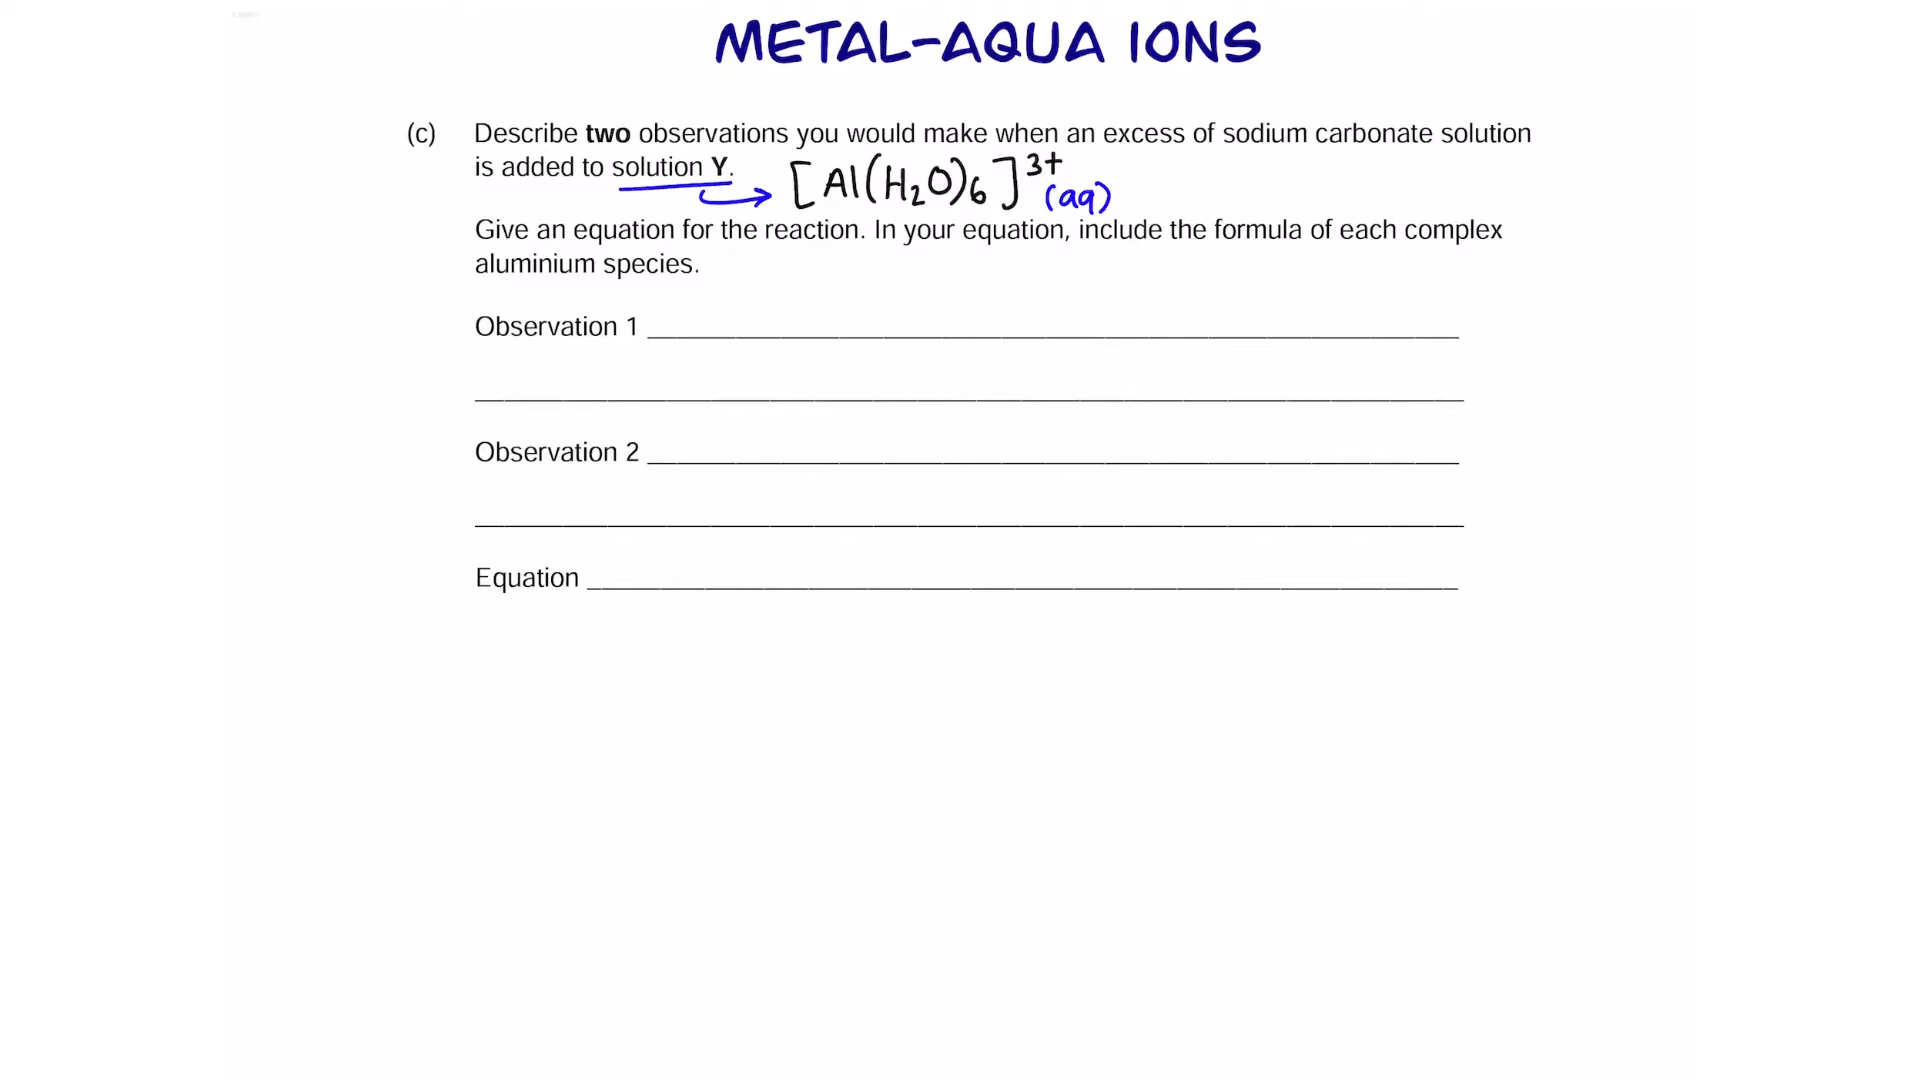 METAL-AQUA IONS
(c) Describe two observations you would make when an excess of sodium carbonate solution
is added to solution Y. [Al(H₂O)₆]³⁺ (aq)
Give an equation for the reaction. In your equation, include the formula of each complex
aluminium species.
Observation 1
Observation 2
Equation